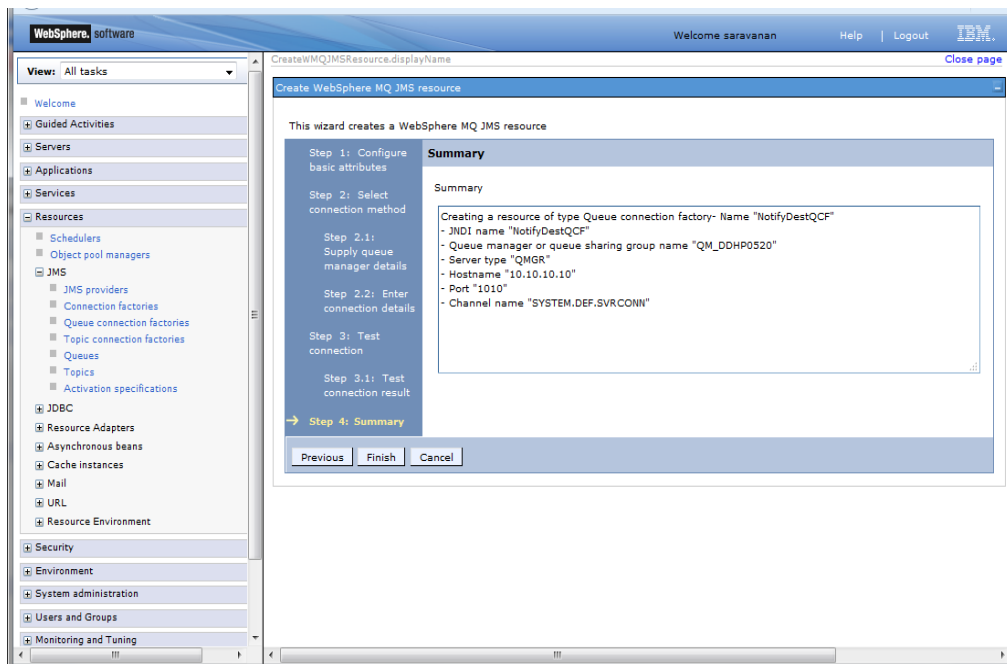 WebSphere. software
Welcome saravanan
Help | Logout
IBM.
View: All tasks
Welcome
Guided Activities
Servers
Applications
Services
Resources
Schedulers
Object pool managers
JMS
JMS providers
Connection factories
Queue connection factories
Topic connection factories
Queues
Topics
Activation specifications
JDBC
Resource Adapters
Asynchronous beans
Cache instances
Mail
URL
Resource Environment
Security
Environment
System administration
Users and Groups
Monitoring and Tuning
CreateWMQJMSResource.displayName
Close page
Create WebSphere MQ JMS resource
This wizard creates a WebSphere MQ JMS resource
Step 1: Configure
basic attributes
Step 2: Select
connection method
Step 2.1:
Supply queue
manager details
Step 2.2: Enter
connection details
Step 3: Test
connection
Step 3.1: Test
connection result
Step 4: Summary
Summary
Summary
Creating a resource of type Queue connection factory- Name "NotifyDestQCF"
- JNDI name "NotifyDestQCF"
- Queue manager or queue sharing group name "QM_DDHP0520"
- Server type "QMGR"
- Hostname "10.10.10.10"
- Port "1010"
- Channel name "SYSTEM.DEF.SVRCONN"
Previous
Finish
Cancel